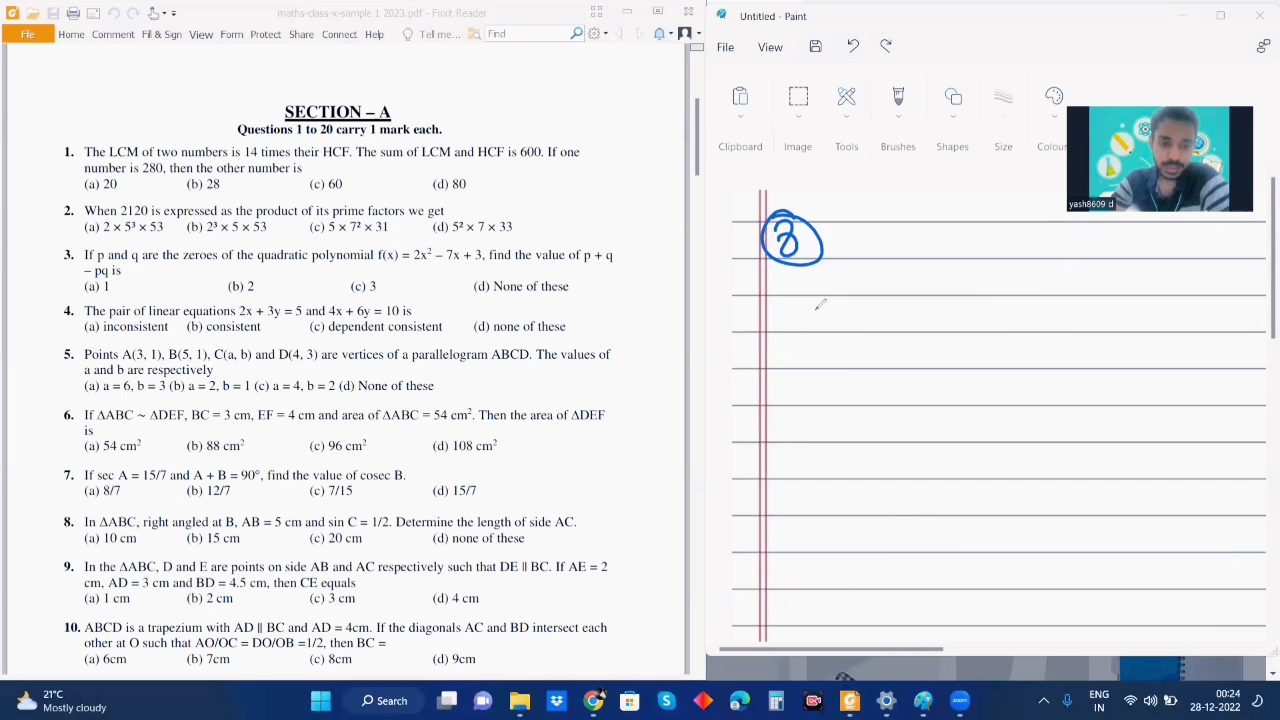 maths-class-x-sample 1 2023.pdf - Foxit Reader
File Home Comment Fill & Sign View Form Protect Share Connect Help Tell me... Find
SECTION – A
Questions 1 to 20 carry 1 mark each.
1. The LCM of two numbers is 14 times their HCF. The sum of LCM and HCF is 600. If one
number is 280, then the other number is
(a) 20 (b) 28 (c) 60 (d) 80
2. When 2120 is expressed as the product of its prime factors we get
(a) 2 × 5³ × 53 (b) 2³ × 5 × 53 (c) 5 × 7² × 31 (d) 5² × 7 × 33
3. If p and q are the zeroes of the quadratic polynomial f(x) = 2x² – 7x + 3, find the value of p + q
– pq is
(a) 1 (b) 2 (c) 3 (d) None of these
4. The pair of linear equations 2x + 3y = 5 and 4x + 6y = 10 is
(a) inconsistent (b) consistent (c) dependent consistent (d) none of these
5. Points A(3, 1), B(5, 1), C(a, b) and D(4, 3) are vertices of a parallelogram ABCD. The values of
a and b are respectively
(a) a = 6, b = 3 (b) a = 2, b = 1 (c) a = 4, b = 2 (d) None of these
6. If ΔABC ~ ΔDEF, BC = 3 cm, EF = 4 cm and area of ΔABC = 54 cm². Then the area of ΔDEF
is
(a) 54 cm² (b) 88 cm² (c) 96 cm² (d) 108 cm²
7. If sec A = 15/7 and A + B = 90°, find the value of cosec B.
(a) 8/7 (b) 12/7 (c) 7/15 (d) 15/7
8. In ΔABC, right angled at B, AB = 5 cm and sin C = 1/2. Determine the length of side AC.
(a) 10 cm (b) 15 cm (c) 20 cm (d) none of these
9. In the ΔABC, D and E are points on side AB and AC respectively such that DE || BC. If AE = 2
cm, AD = 3 cm and BD = 4.5 cm, then CE equals
(a) 1 cm (b) 2 cm (c) 3 cm (d) 4 cm
10. ABCD is a trapezium with AD || BC and AD = 4cm. If the diagonals AC and BD intersect each
other at O such that AO/OC = DO/OB =1/2, then BC =
(a) 6cm (b) 7cm (c) 8cm (d) 9cm
Untitled - Paint
File View
Clipboard Image Tools Brushes Shapes Size Colou
yash8609 d
3
21°C
Mostly cloudy
Search
ENG
IN
00:24
28-12-2022